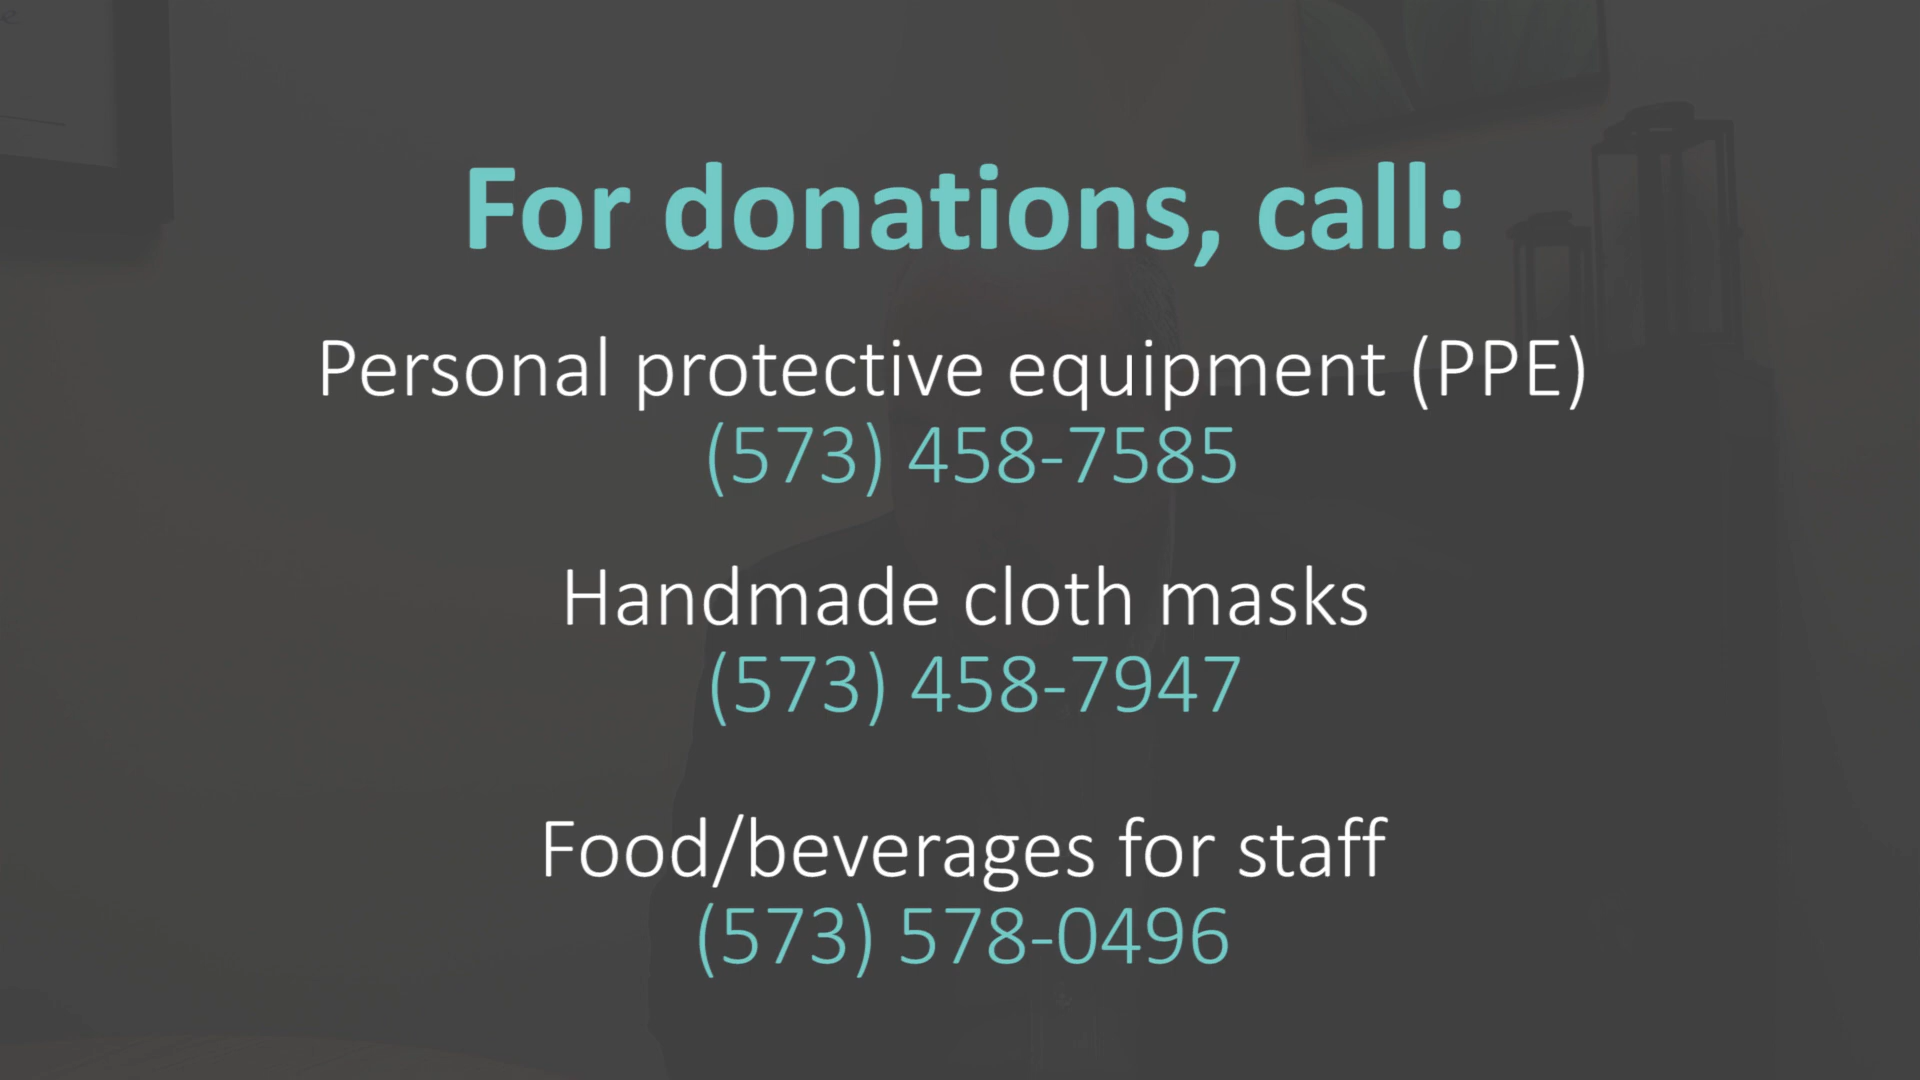 For donations, call:
Personal protective equipment (PPE)
(573) 458-7585
Handmade cloth masks
(573) 458-7947
Food/beverages for staff
(573) 578-0496